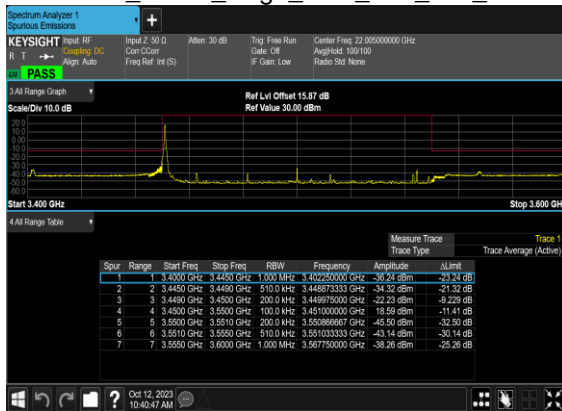 Spectrum Analyzer 1
Spurious Emissions
KEYSIGHT Input: RF Input Z: 50 Ω Atten: 30 dB Trig: Free Run Center Freq: 22.005000000 GHz
R T Coupling: DC Corr CCorr Gate: Off Avg|Hold: 100/100
Align: Auto Freq Ref: Int (S) IF Gain: Low Radio Std: None
PASS
3 All Range Graph
Ref Lvl Offset 15.87 dB
Scale/Div 10.0 dB Ref Value 30.00 dBm
20.0
10.0
0.00
-10.0
-20.0
-30.0
-40.0
-50.0
-60.0
Start 3.400 GHz Stop 3.600 GH
4 All Range Table
Measure Trace Trace 1
Trace Type Trace Average (Active)
Spur Range Start Freq Stop Freq RBW Frequency Amplitude ΔLimit
1 1 3.4000 GHz 3.4450 GHz 1.000 MHz 3.402250000 GHz -36.24 dBm -23.24 dB
2 2 3.4450 GHz 3.4490 GHz 510.0 kHz 3.448873333 GHz -34.32 dBm -21.32 dB
3 3 3.4490 GHz 3.4500 GHz 200.0 kHz 3.449975000 GHz -22.23 dBm -9.229 dB
4 4 3.4500 GHz 3.5500 GHz 100.0 kHz 3.451000000 GHz 18.59 dBm -11.41 dB
5 5 3.5500 GHz 3.5510 GHz 200.0 kHz 3.550866667 GHz -45.50 dBm -32.50 dB
6 6 3.5510 GHz 3.5550 GHz 510.0 kHz 3.551033333 GHz -43.14 dBm -30.14 dB
7 7 3.5550 GHz 3.6000 GHz 1.000 MHz 3.567750000 GHz -38.26 dBm -25.26 dB
Oct 12, 2023
10:40:47 AM